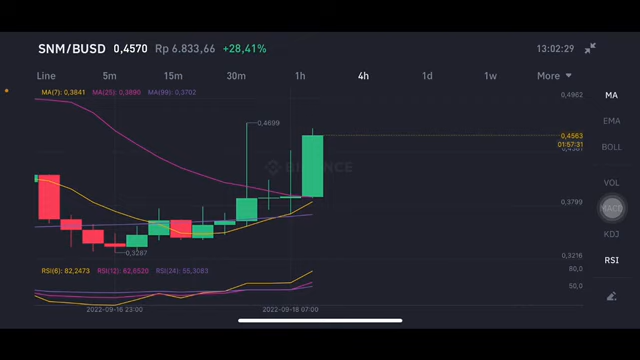 SNM/BUSD 0,4570 Rp 6.833,66 +28,41% 13:02:29
Line 5m 15m 30m 1h 4h 1d 1w More
MA(7): 0,3841 MA(25): 0,3890 MA(99): 0,3702
0,4962
MA
0,4699
EMA
0,4563
01:57:31
BOLL
BINANCE
VOL
0,3799
MACD
KDJ
0,3287
0,3216
RSI(6): 82,2473 RSI(12): 62,6520 RSI(24): 55,3083
80,0
RSI
50,0
2022-09-16 23:00 2022-09-18 07:00